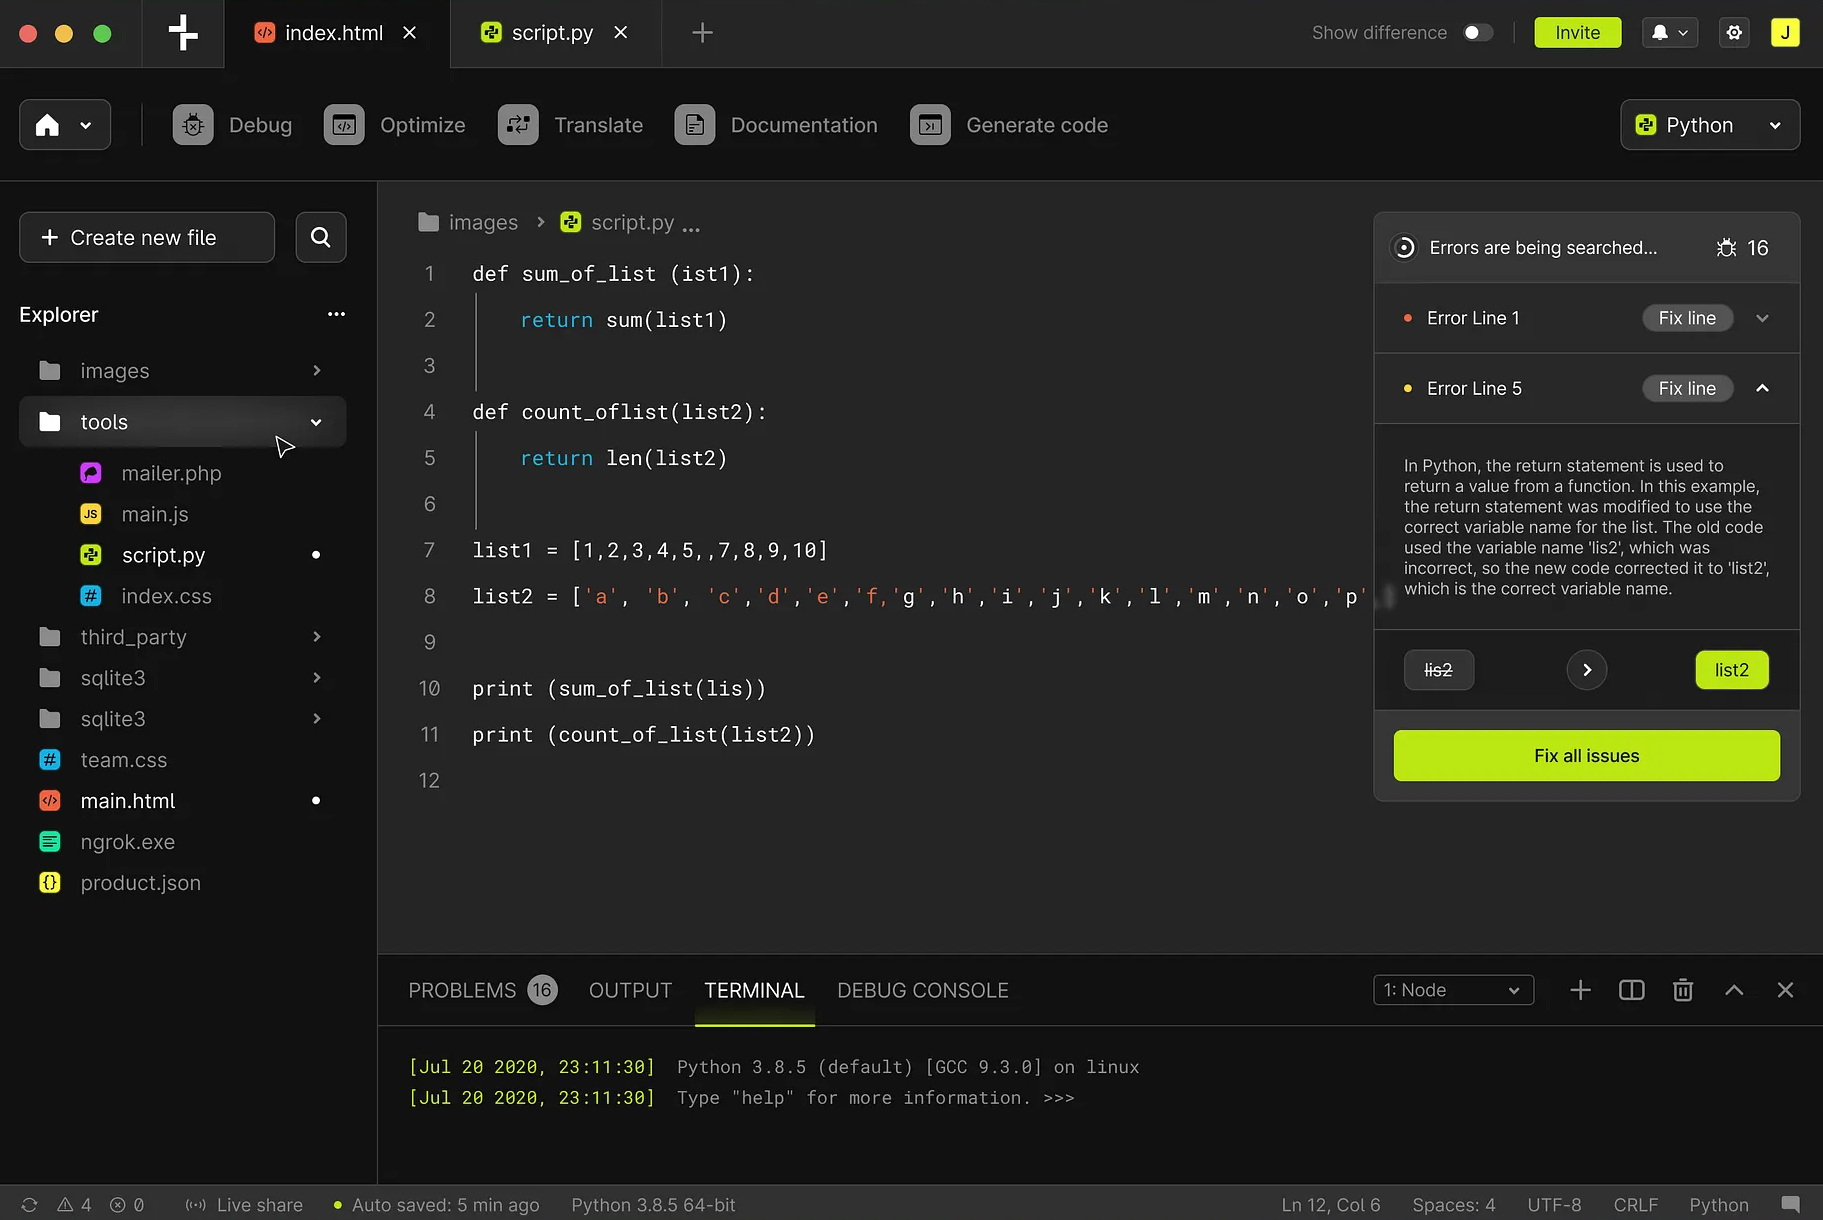 index.html
script.py
Show difference
Invite
J
Debug
Optimize
Translate
Documentation
Generate code
Python
Create new file
Explorer
images
tools
mailer.php
JS
main.js
script.py
#
index.css
third_party
sqlite3
sqlite3
#
team.css
</>
main.html
ngrok.exe
{}
product.json
images > script.py ...
1 def sum_of_list (ist1):
2 return sum(list1)
3
4 def count_oflist(list2):
5 return len(list2)
6
7 list1 = [1,2,3,4,5,,7,8,9,10]
8 list2 = ['a', 'b', 'c','d','e','f,'g','h','i','j','k','l','m','n','o','p'
9
10 print (sum_of_list(lis))
11 print (count_of_list(list2))
12
Errors are being searched... 16
Error Line 1 Fix line
Error Line 5 Fix line
In Python, the return statement is used to
return a value from a function. In this example,
the return statement was modified to use the
correct variable name for the list. The old code
used the variable name 'lis2', which was
incorrect, so the new code corrected it to 'list2',
which is the correct variable name.
lis2 > list2
Fix all issues
PROBLEMS 16 OUTPUT TERMINAL DEBUG CONSOLE
1: Node
[Jul 20 2020, 23:11:30] Python 3.8.5 (default) [GCC 9.3.0] on linux
[Jul 20 2020, 23:11:30] Type "help" for more information. >>>
4 0 Live share Auto saved: 5 min ago Python 3.8.5 64-bit
Ln 12, Col 6 Spaces: 4 UTF-8 CRLF Python